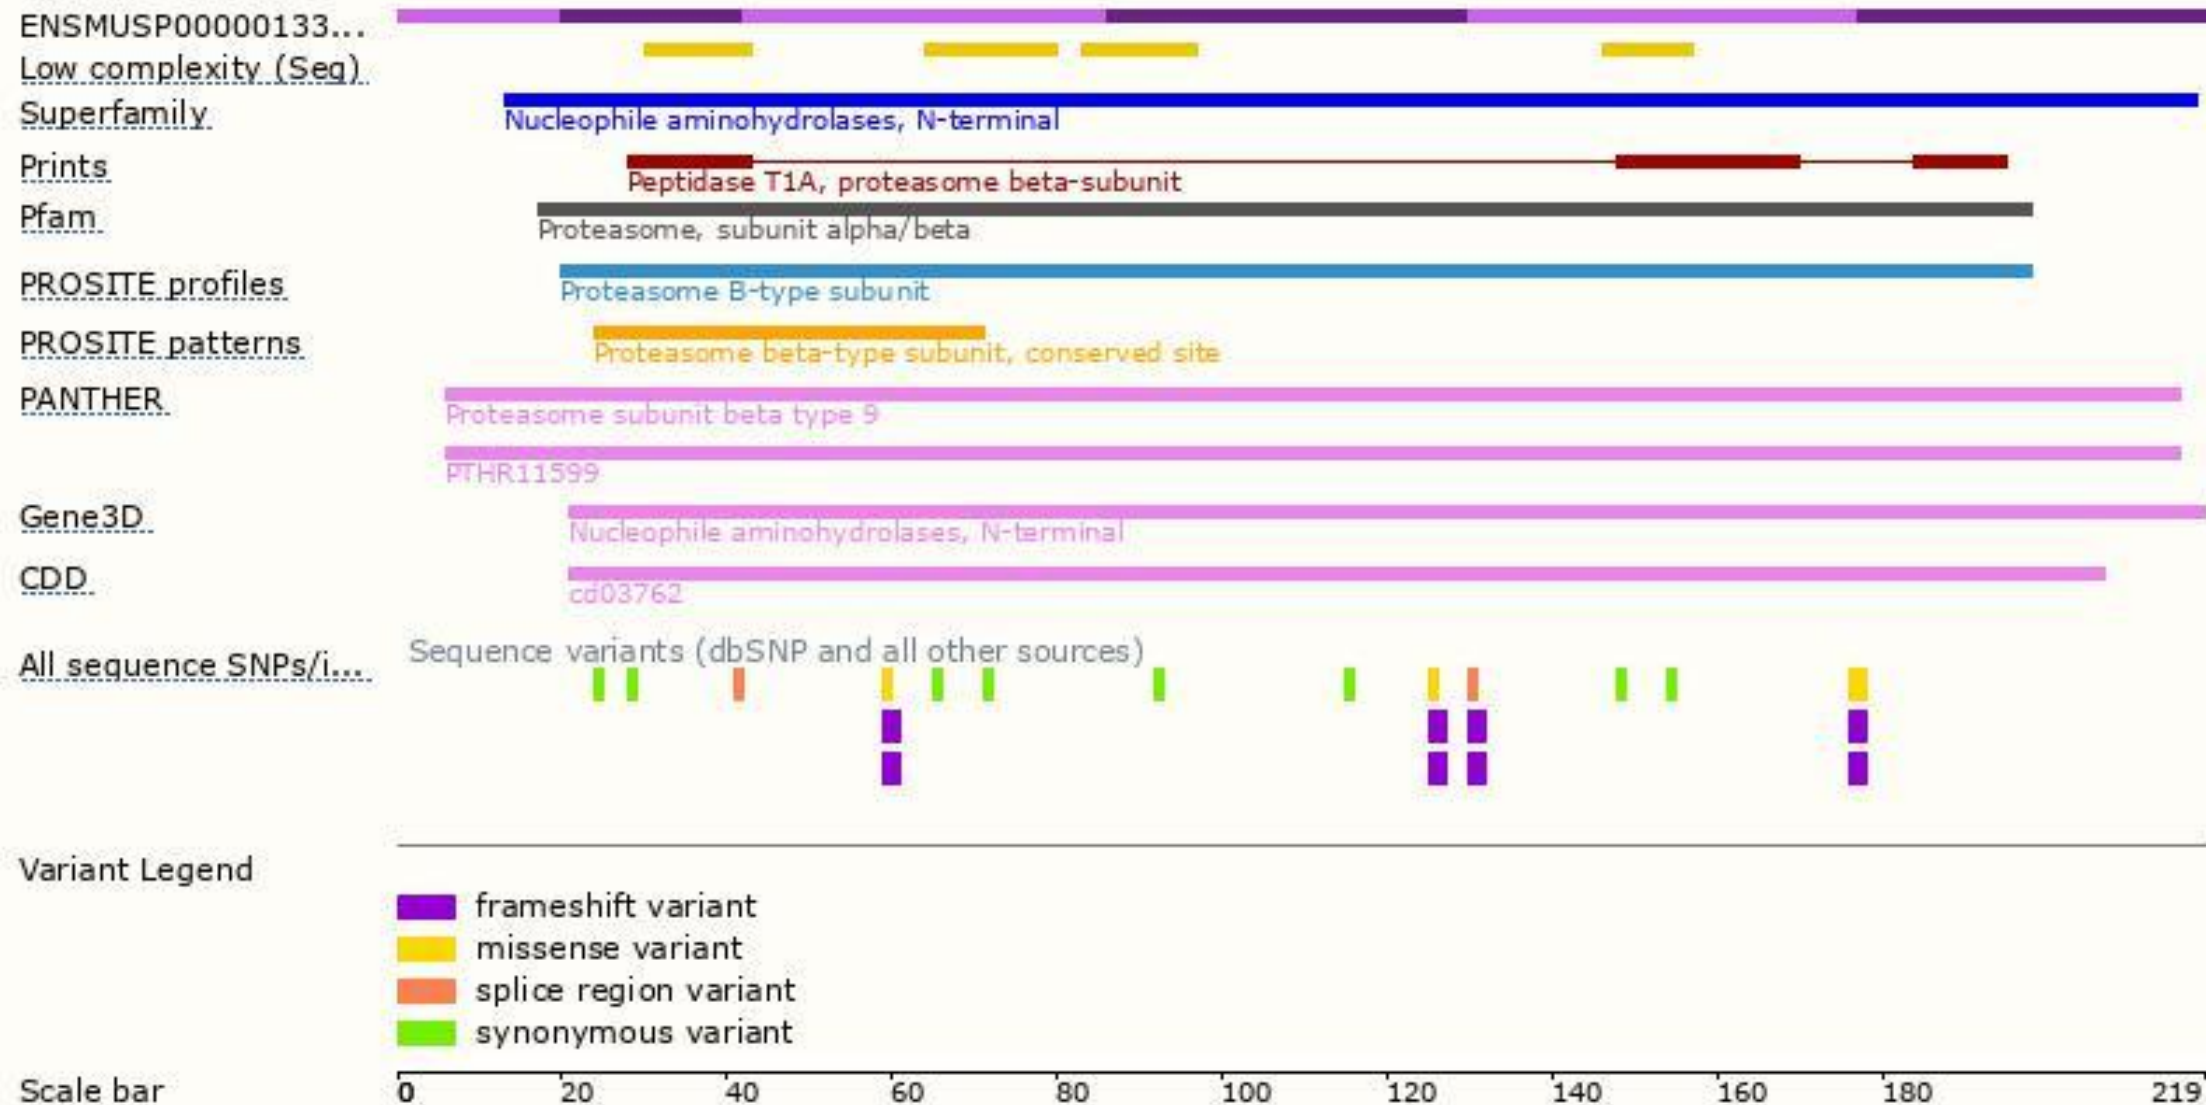 ENSMUSP00000133...
Low complexity (Seg)
Superfamily
Nucleophile aminohydrolases, N-terminal
Prints
Peptidase T1A, proteasome beta-subunit
Pfam
Proteasome, subunit alpha/beta
PROSITE profiles
Proteasome B-type subunit
PROSITE patterns
Proteasome beta-type subunit, conserved site
PANTHER
Proteasome subunit beta type 9
PTHR11599
Gene3D
Nucleophile aminohydrolases, N-terminal
CDD
cd03762
Sequence variants (dbSNP and all other sources)
All sequence SNPs/i...
Variant Legend
frameshift variant
missense variant
splice region variant
synonymous variant
Scale bar 0 20 40 60 80 100 120 140 160 180 219